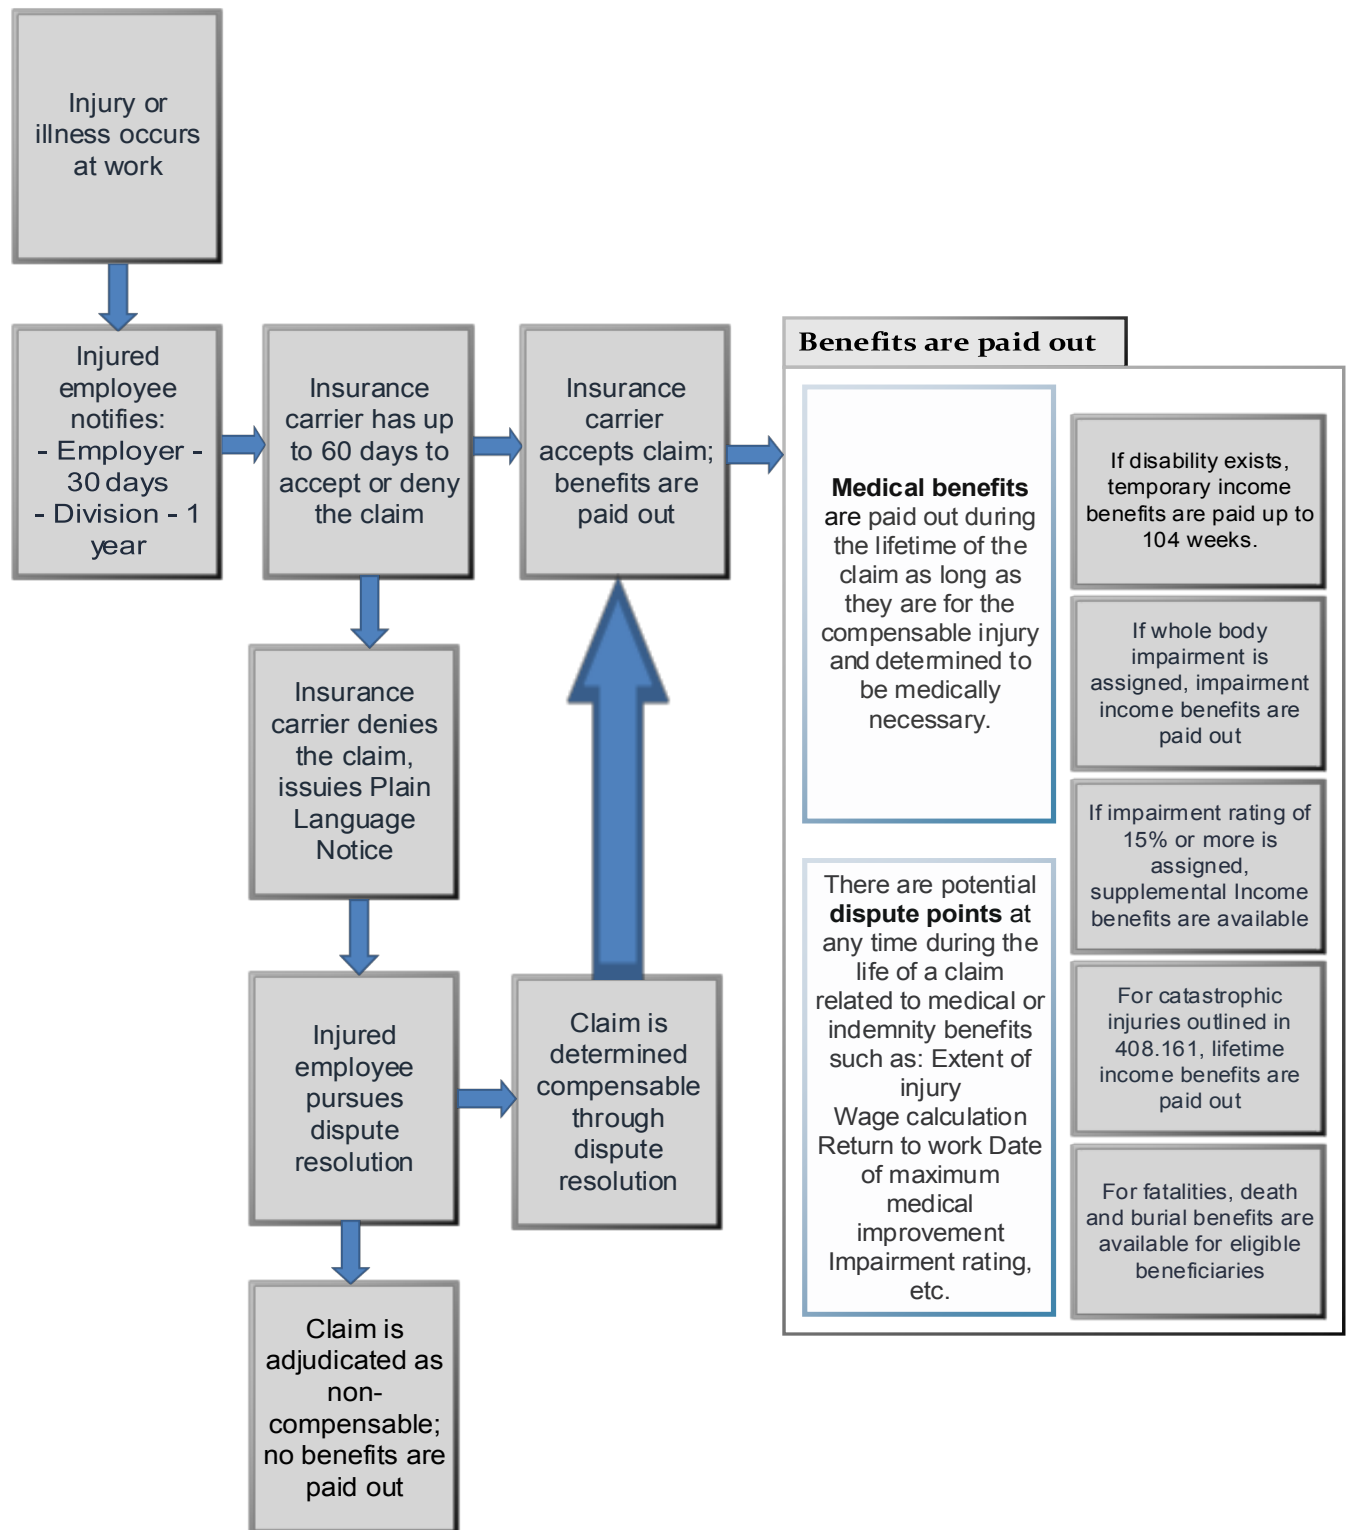 Injury or
illness occurs
at work
Injured
employee
notifies:
- Employer -
30 days
- Division - 1
year
Insurance
carrier has up
to 60 days to
accept or deny
the claim
Insurance
carrier
accepts claim;
benefits are
paid out
Insurance
carrier denies
the claim,
issuies Plain
Language
Notice
Injured
employee
pursues
dispute
resolution
Claim is
determined
compensable
through
dispute
resolution
Claim is
adjudicated as
non-
compensable;
no benefits are
paid out
Benefits are paid out
Medical benefits
are paid out during
the lifetime of the
claim as long as
they are for the
compensable injury
and determined to
be medically
necessary.
There are potential
dispute points at
any time during the
life of a claim
related to medical or
indemnity benefits
such as: Extent of
injury
Wage calculation
Return to work Date
of maximum
medical
improvement
Impairment rating,
etc.
If disability exists,
temporary income
benefits are paid up to
104 weeks.
If whole body
impairment is
assigned, impairment
income benefits are
paid out
If impairment rating of
15% or more is
assigned,
supplemental Income
benefits are available
For catastrophic
injuries outlined in
408.161, lifetime
income benefits are
paid out
For fatalities, death
and burial benefits are
available for eligible
beneficiaries